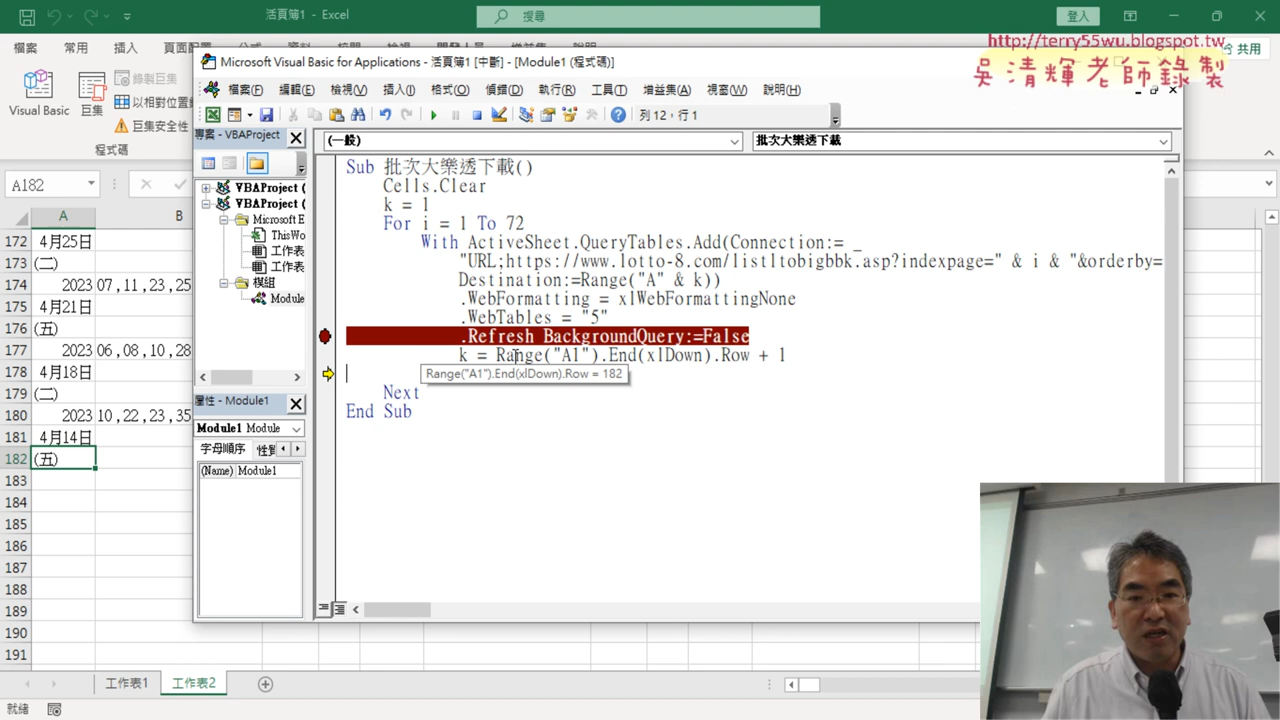 活頁簿1 - Excel
搜尋
登入
http://terry55wu.blogspot.tw
吳清輝老師錄製
檔案 常用 插入 頁面配置
共用
Visual Basic
巨集
錄製巨集
以相對位置
巨集安全性
程式碼
A182
Microsoft Visual Basic for Applications - 活頁簿1 [中斷] - [Module1 (程式碼)]
檔案(F) 編輯(E) 檢視(V) 插入(I) 格式(O) 偵錯(D) 執行(R) 工具(T) 增益集(A) 視窗(W) 說明(H)
列 12，行 1
專案 - VBAProject
VBAProject (
VBAProject (
Microsoft E
ThisWo
工作表
工作表
模組
Module
屬性 - Module1
Module1 Module
字母順序
(Name) Module1
(一般)
批次大樂透下載
Sub 批次大樂透下載()
Cells.Clear
k = 1
For i = 1 To 72
With ActiveSheet.QueryTables.Add(Connection:= _
"URL;https://www.lotto-8.com/listltobigbbk.asp?indexpage=" & i & "&orderby=
Destination:=Range("A" & k))
.WebFormatting = xlWebFormattingNone
.WebTables = "5"
.Refresh BackgroundQuery:=False
k = Range("A1").End(xlDown).Row + 1
Range("A1").End(xlDown).Row = 182
Next
End Sub
A B
172 4月25日
173 (二)
174 2023 07,11,23,25
175 4月21日
176 (五)
177 2023 06,08,10,28
178 4月18日
179 (二)
180 2023 10,22,23,35
181 4月14日
182 (五)
183
184
185
186
187
188
189
190
191
工作表1 工作表2
就緒